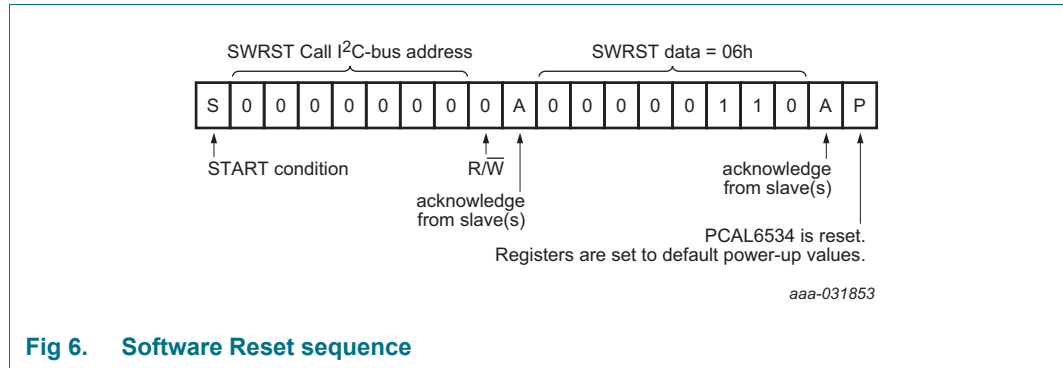 SWRST Call I2C-bus address
SWRST data = 06h
S 0 0 0 0 0 0 0 0 A 0 0 0 0 0 1 1 0 A P
START condition
R/W̅
acknowledge
from slave(s)
acknowledge
from slave(s)
PCAL6534 is reset.
Registers are set to default power-up values.
aaa-031853
Fig 6. Software Reset sequence